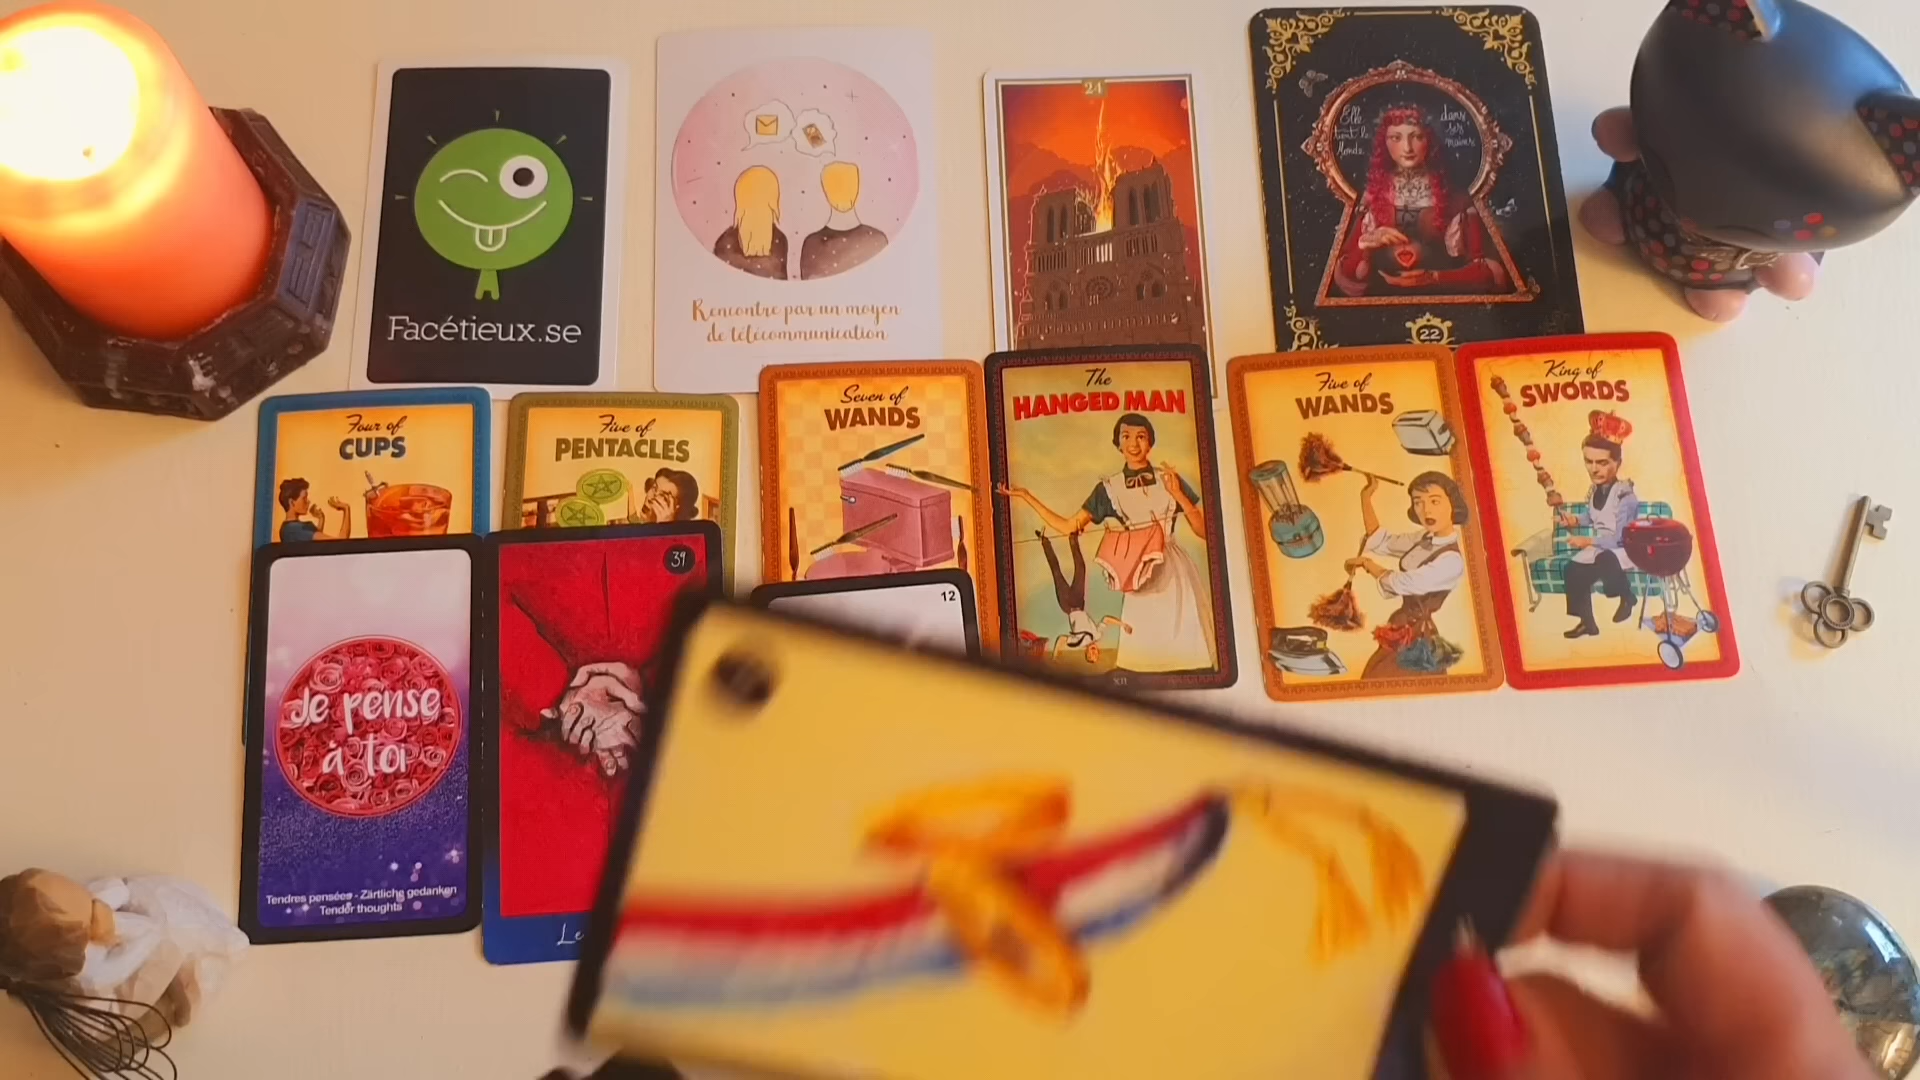 Facétieux.se
Rencontre par un moyen
de télécommunication
24
Elle
tient le
Monde
dans
ses
mains
22
Four of
CUPS
Five of
PENTACLES
Seven of
WANDS
The
HANGED MAN
XII
Five of
WANDS
King of
SWORDS
Je pense
à toi
Tendres pensées - Zärtliche gedanken
Tender thoughts
39
Le
12